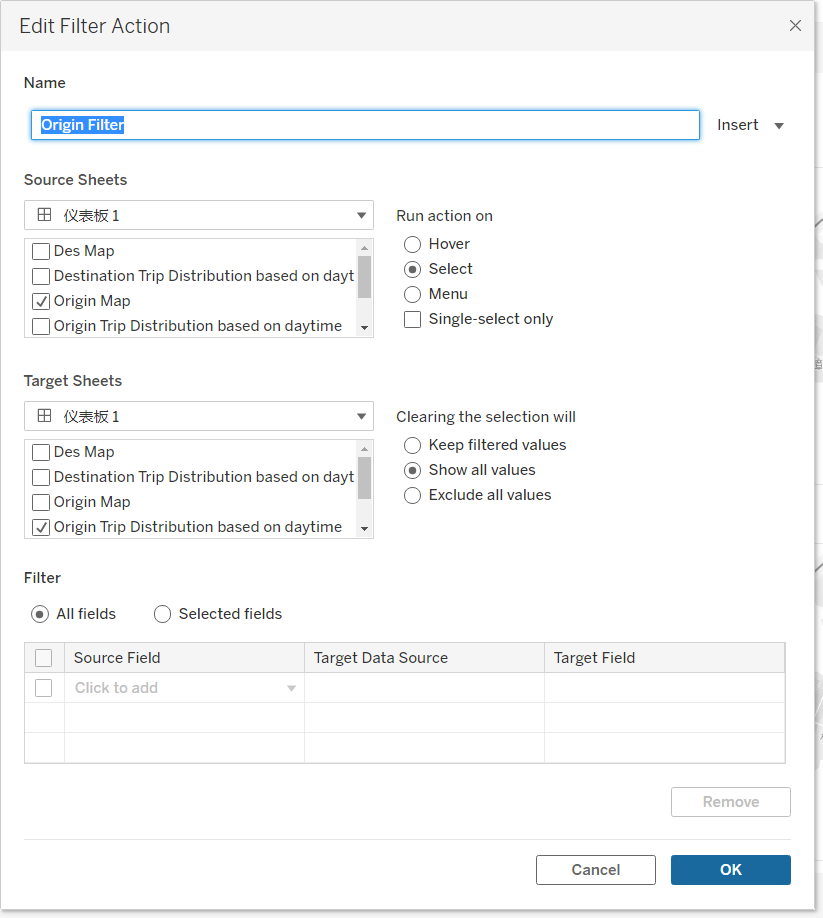 Edit Filter Action
Name
Origin Filter
Insert
Source Sheets
仪表板 1
Run action on
Des Map
Destination Trip Distribution based on dayt
Origin Map
Origin Trip Distribution based on daytime
Hover
Select
Menu
Single-select only
Target Sheets
仪表板 1
Clearing the selection will
Des Map
Destination Trip Distribution based on dayt
Origin Map
Origin Trip Distribution based on daytime
Keep filtered values
Show all values
Exclude all values
Filter
All fields Selected fields
Source Field Target Data Source Target Field
Click to add
Remove
Cancel OK